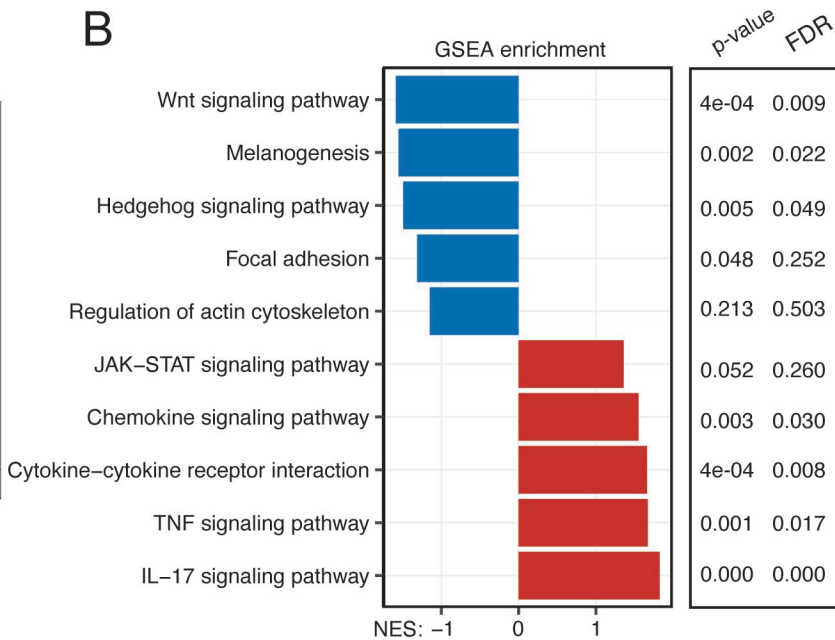 B
GSEA enrichment p-value FDR
Wnt signaling pathway 4e-04 0.009
Melanogenesis 0.002 0.022
Hedgehog signaling pathway 0.005 0.049
Focal adhesion 0.048 0.252
Regulation of actin cytoskeleton 0.213 0.503
JAK−STAT signaling pathway 0.052 0.260
Chemokine signaling pathway 0.003 0.030
Cytokine−cytokine receptor interaction 4e-04 0.008
TNF signaling pathway 0.001 0.017
IL−17 signaling pathway 0.000 0.000
NES: −1 0 1